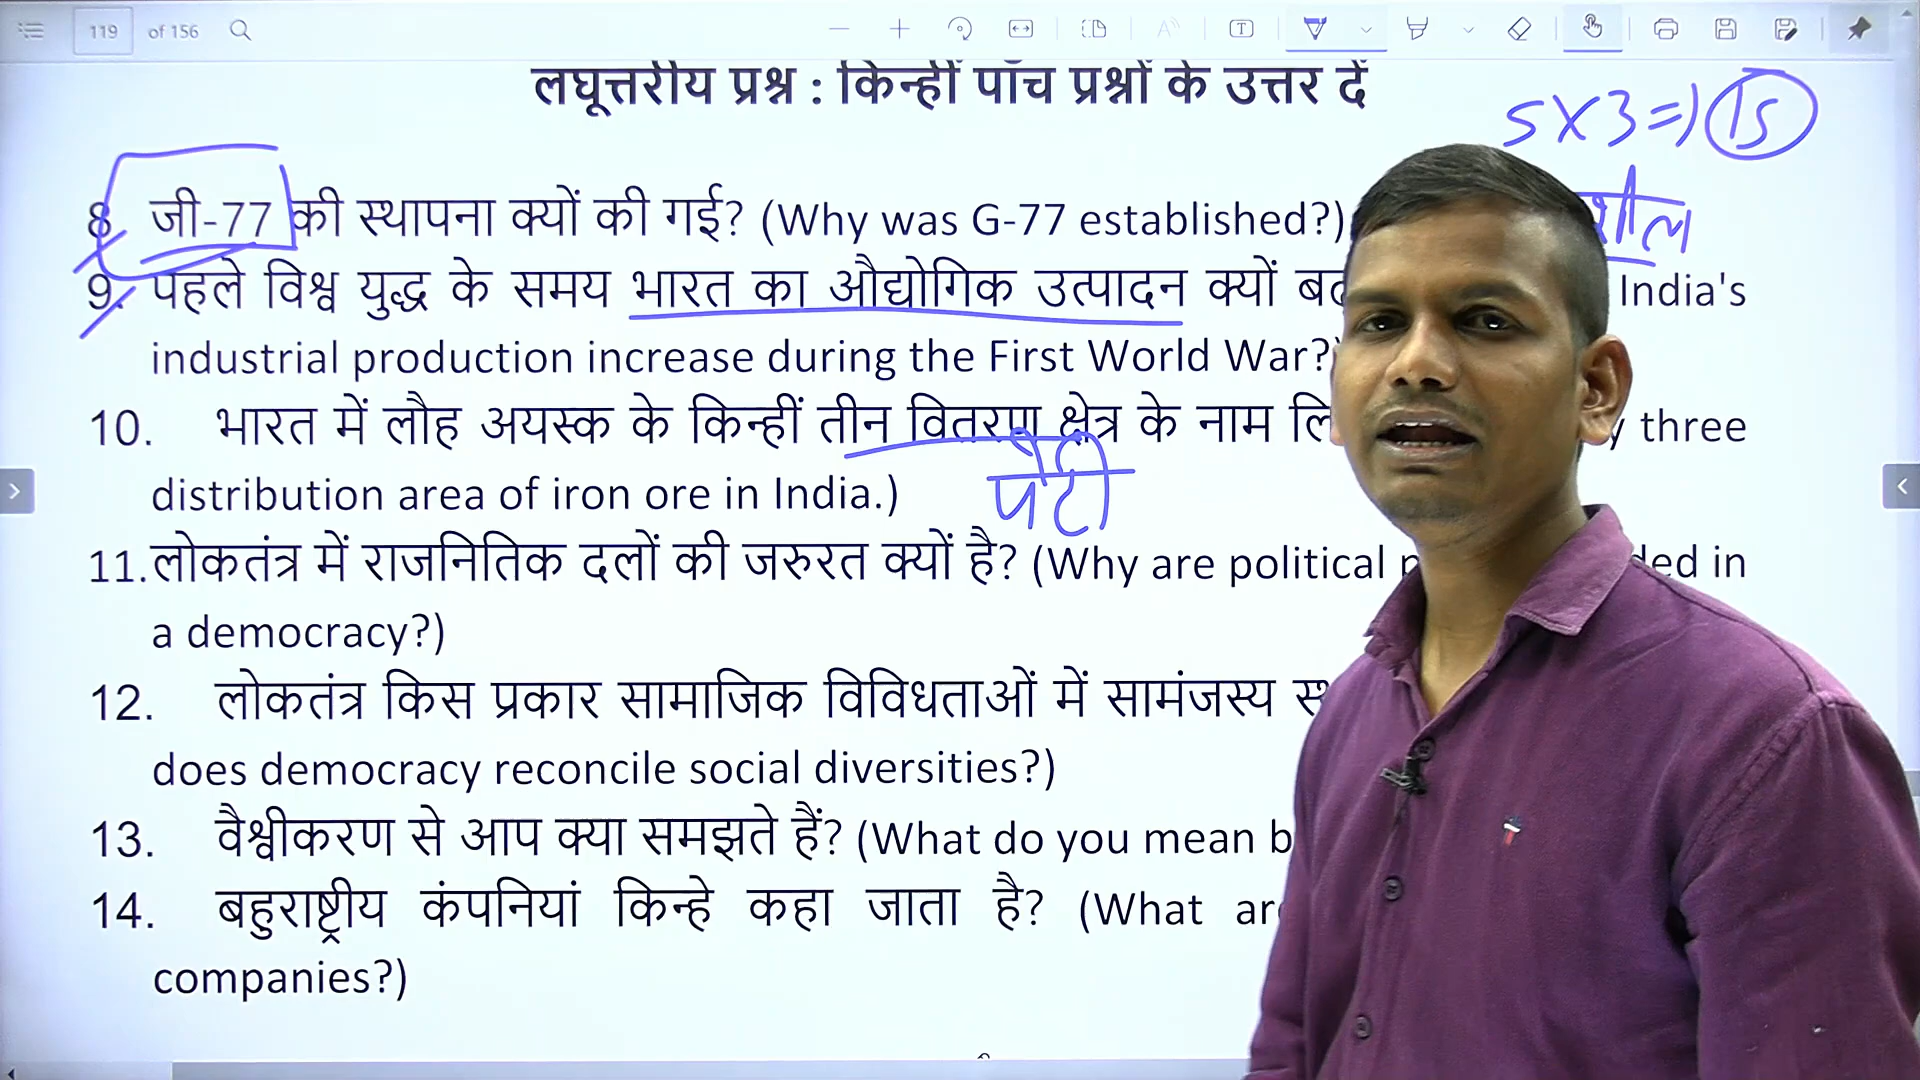 119 of 156
लघूत्तरीय प्रश्न : किन्हीं पाँच प्रश्नों के उत्तर दें
5X3=) 15
8. जी-77 की स्थापना क्यों की गई? (Why was G-77 established?)
9. पहले विश्व युद्ध के समय भारत का औद्योगिक उत्पादन क्यों India's
industrial production increase during the First World War?)
10. भारत में लौह अयस्क के किन्हीं तीन वितरण क्षेत्र के नाम three
distribution area of iron ore in India.)
पेटी
11. लोकतंत्र में राजनितिक दलों की जरुरत क्यों है? (Why are political in
a democracy?)
12. लोकतंत्र किस प्रकार सामाजिक विविधताओं में सामंजस्य
does democracy reconcile social diversities?)
13. वैश्वीकरण से आप क्या समझते हैं? (What do you mean
14. बहुराष्ट्रीय कंपनियां किन्हे कहा जाता है? (What
companies?)